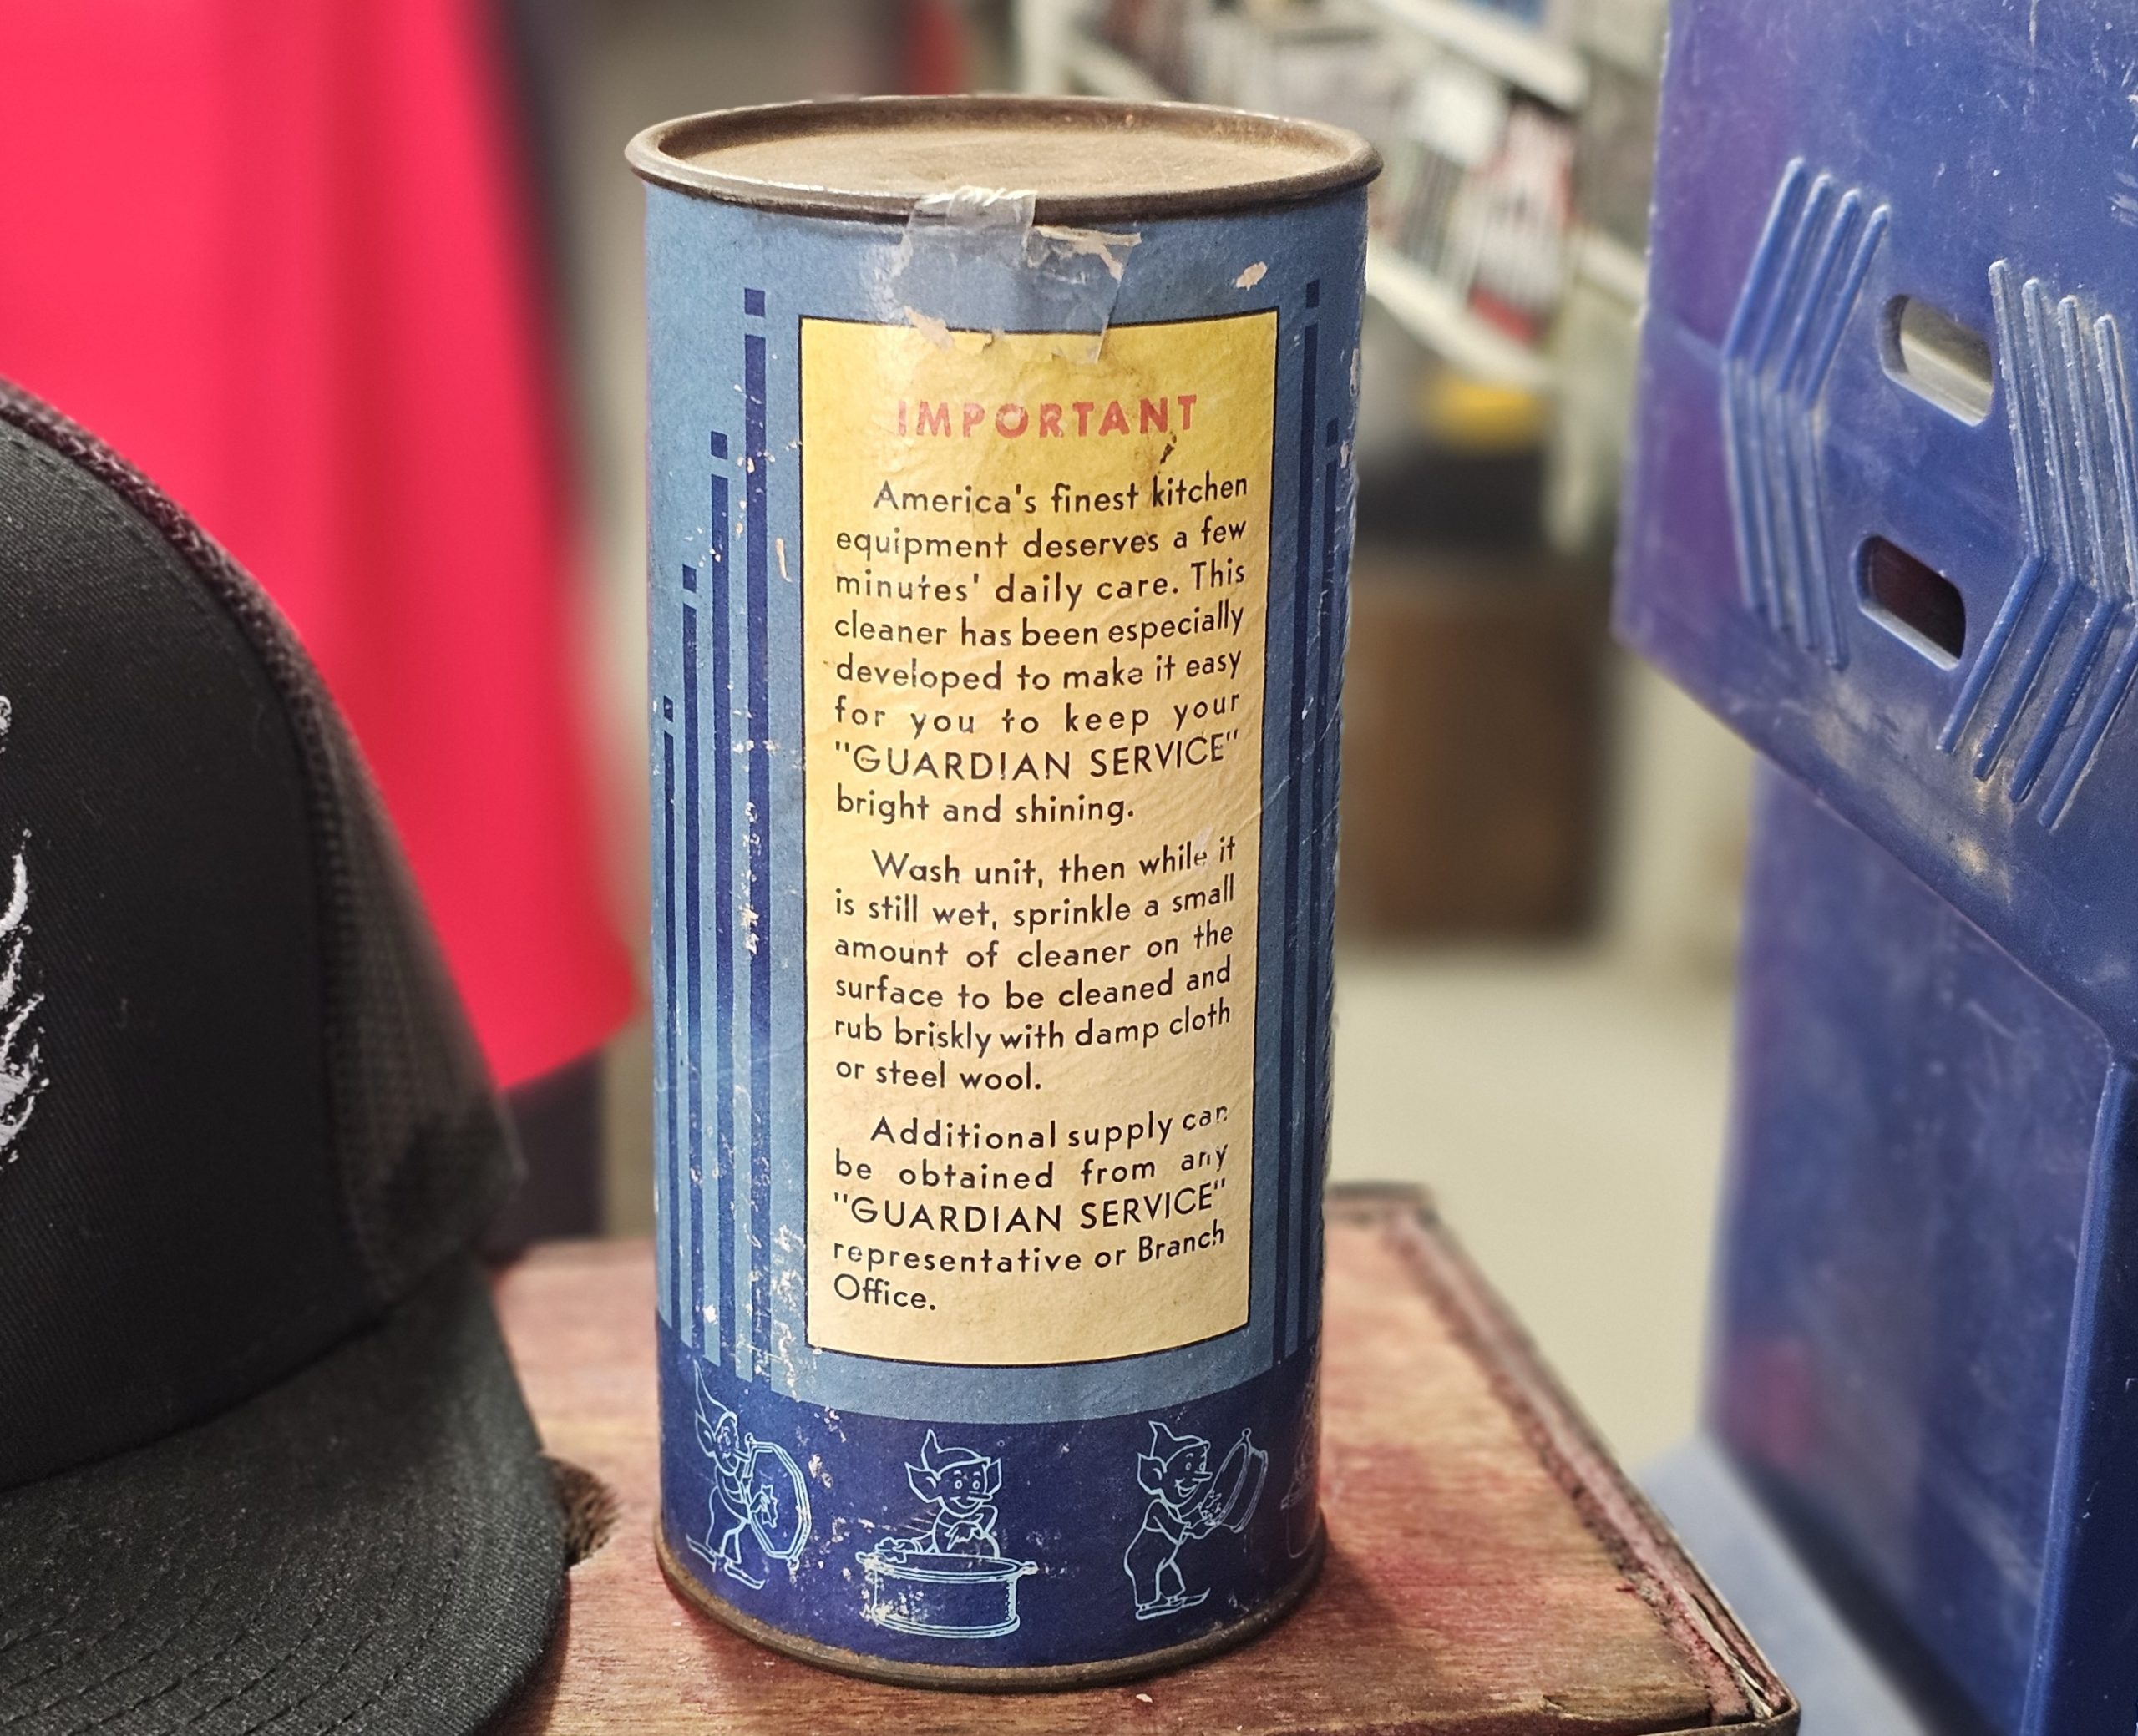 IMPORTANT
America's finest kitchen
equipment deserves a few
minutes' daily care. This
cleaner has been especially
developed to make it easy
for you to keep your
"GUARDIAN SERVICE"
bright and shining.
Wash unit, then while it
is still wet, sprinkle a small
amount of cleaner on the
surface to be cleaned and
rub briskly with damp cloth
or steel wool.
Additional supply can
be obtained from any
"GUARDIAN SERVICE"
representative or Branch
Office.